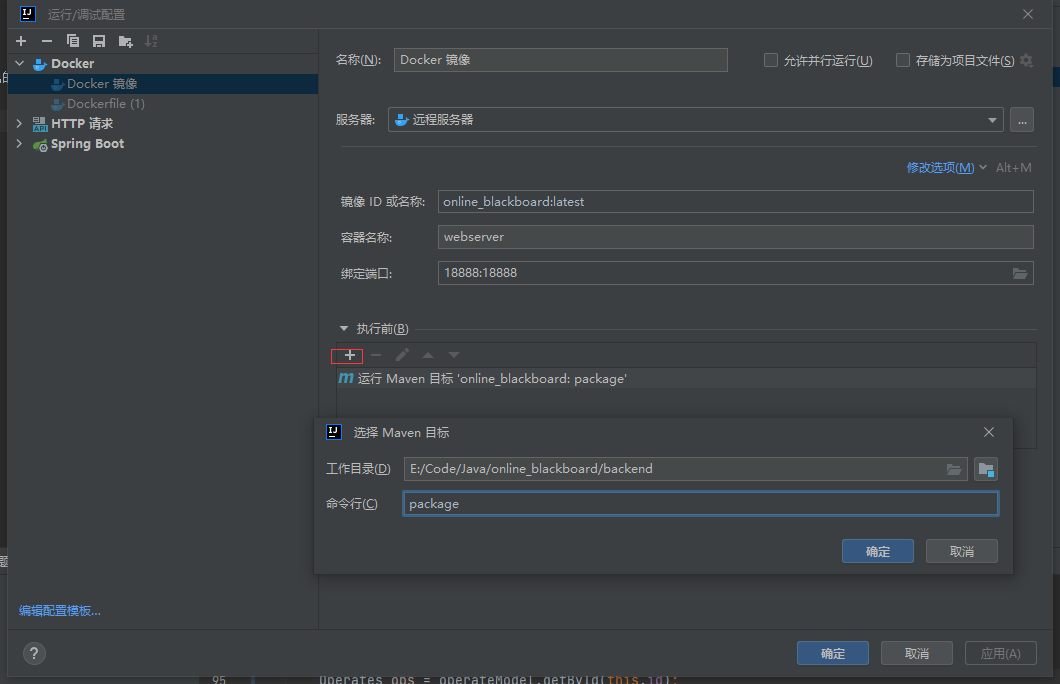 运行/调试配置
Docker
Docker 镜像
Dockerfile (1)
HTTP 请求
Spring Boot
编辑配置模板...
名称(N): Docker 镜像 允许并行运行(U) 存储为项目文件(S)
服务器: 远程服务器 ...
修改选项(M) Alt+M
镜像 ID 或名称: online_blackboard:latest
容器名称: webserver
绑定端口: 18888:18888
执行前(B)
运行 Maven 目标 'online_blackboard: package'
选择 Maven 目标
工作目录(D) E:/Code/Java/online_blackboard/backend
命令行(C) package
确定 取消
? 确定 取消 应用(A)
95 Operates ops = operateModel.getById(this.id);